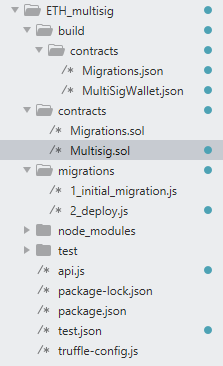 ETH_multisig
build
contracts
/* Migrations.json
/* MultiSigWallet.json
contracts
/* Migrations.sol
/* Multisig.sol
migrations
/* 1_initial_migration.js
/* 2_deploy.js
node_modules
test
/* api.js
/* package-lock.json
/* package.json
/* test.json
/* truffle-config.js